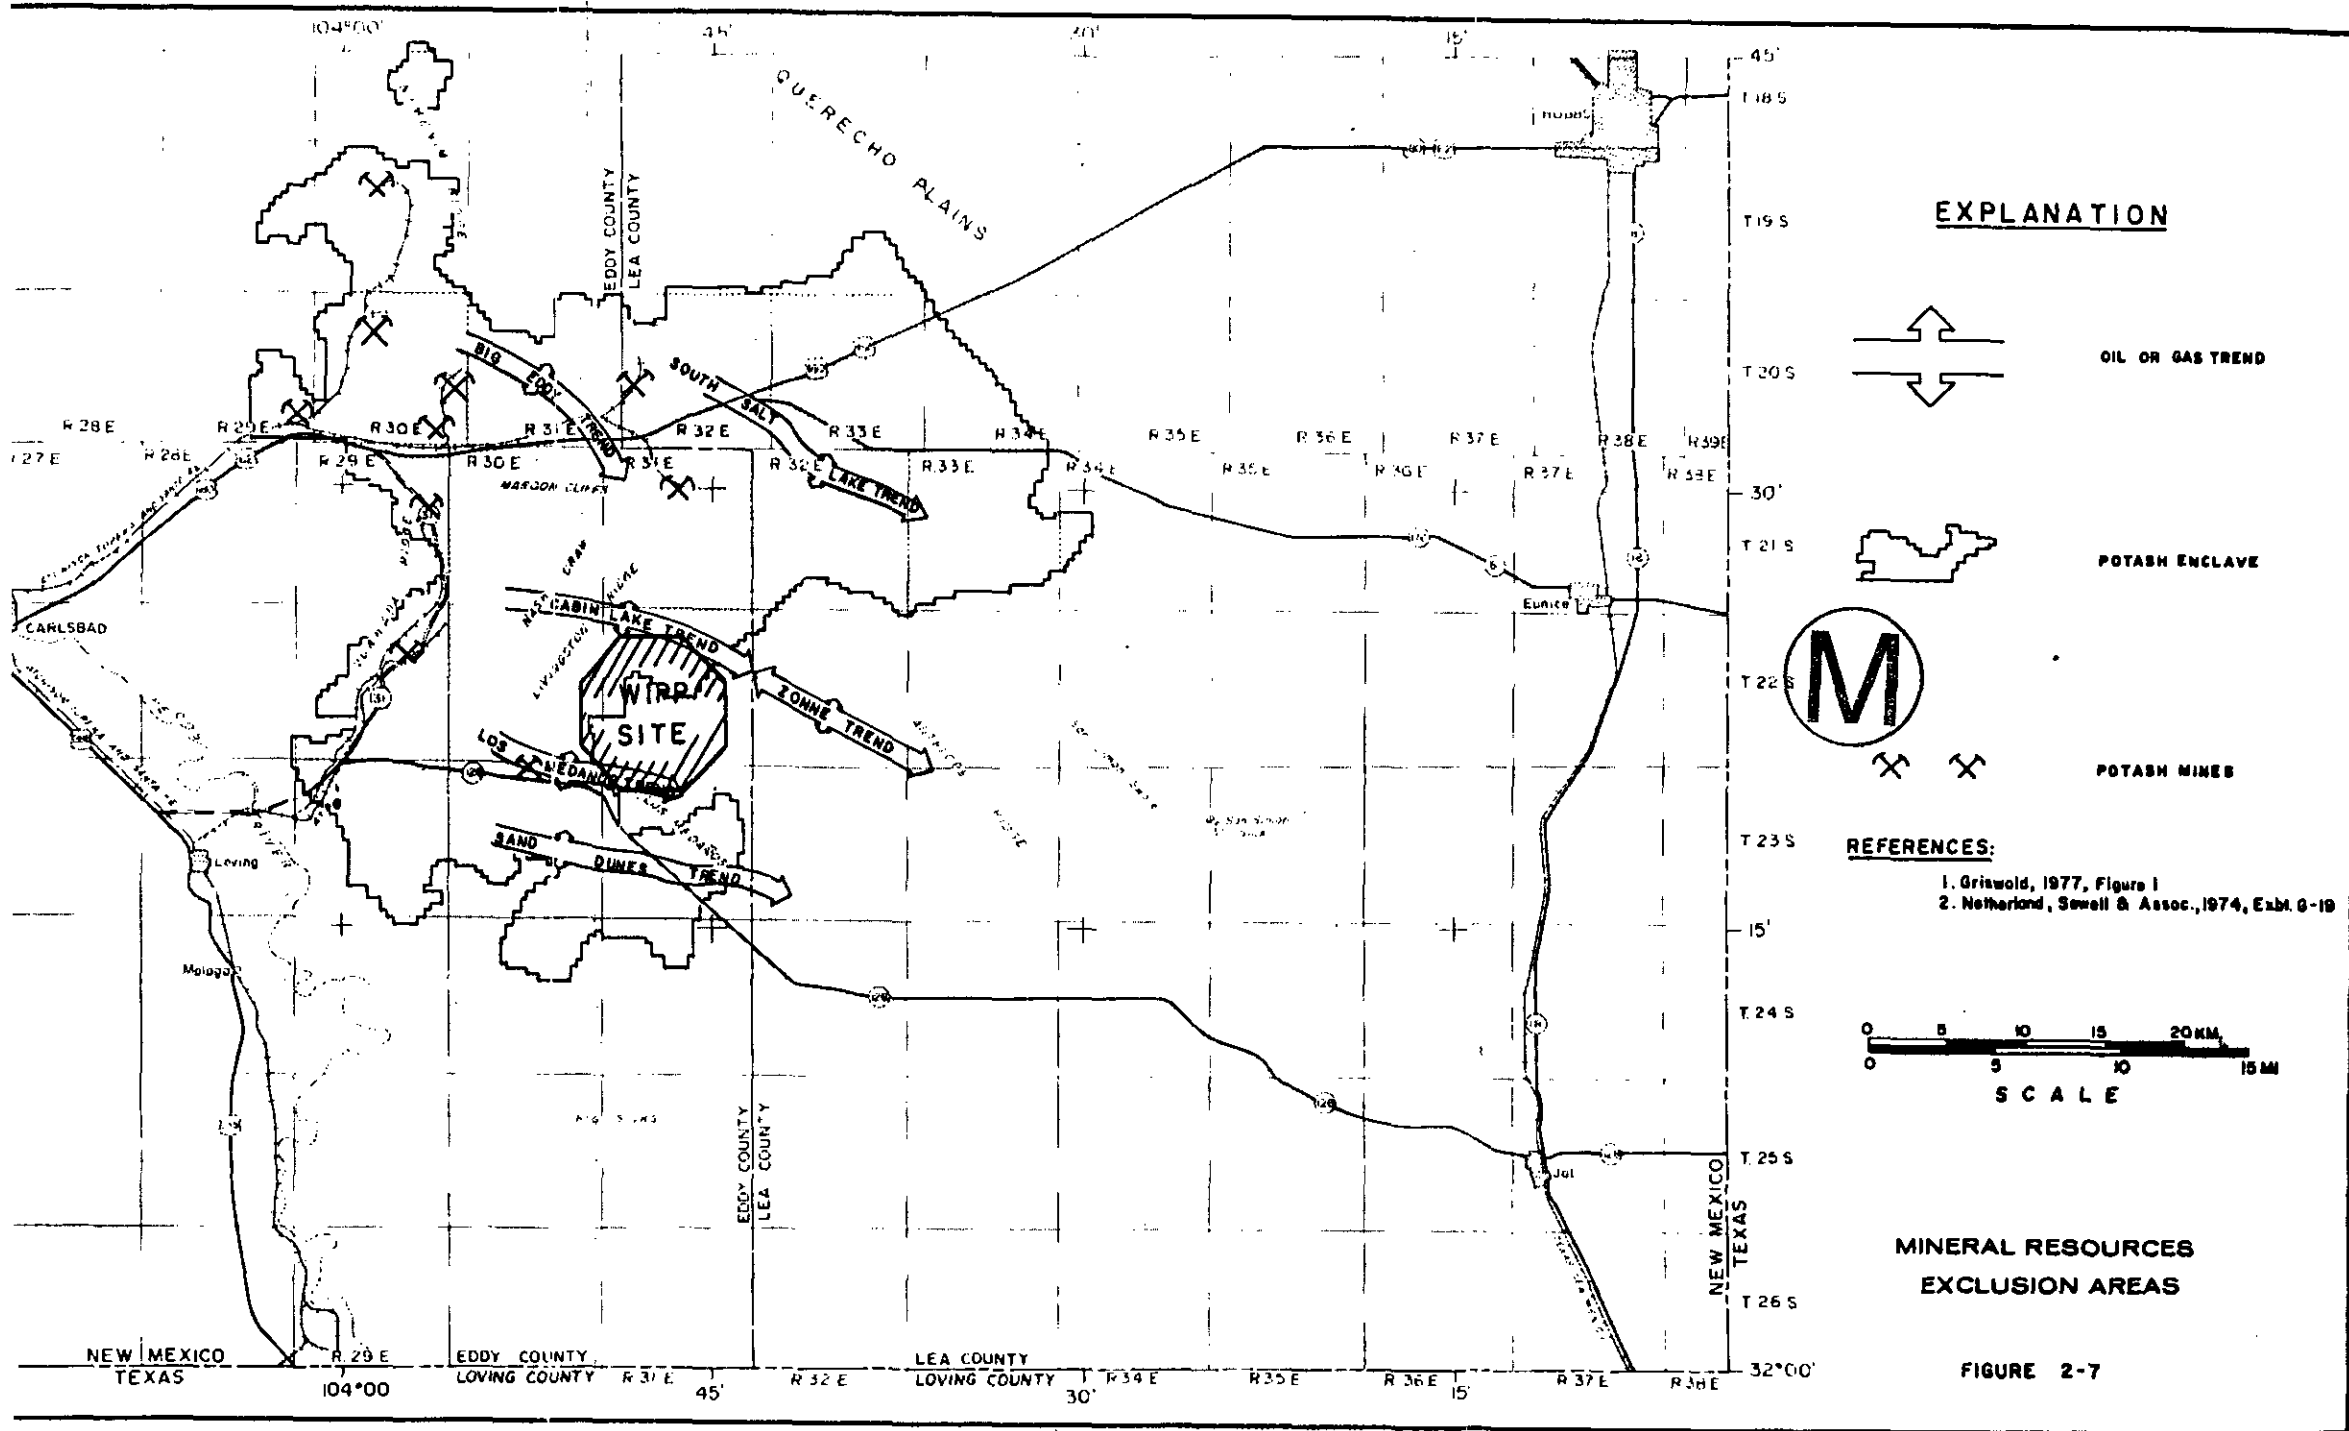 104°00'
45'
30'
15'
45'
T 18 S
HOBBS
QUERECHO PLAINS
EDDY COUNTY
LEA COUNTY
T 19 S
EXPLANATION
BIG EDDY TREND
SOUTH SALT LAKE TREND
T 20 S
OIL OR GAS TREND
R 28 E
R 29 E
R 30 E
R 31 E
R 32 E
R 33 E
R 34 E
R 35 E
R 36 E
R 37 E
R 38 E
R 39 E
R 28 E
R 29 E
R 30 E
R 31 E
R 32 E
R 33 E
R 34 E
R 35 E
R 36 E
R 37 E
R 38 E
MAROON CLIFFS
30'
T 21 S
POTASH ENCLAVE
NASH DRAW
LIVINGSTON RIDGE
CABIN LAKE TREND
Eunice
CARLSBAD
M
WIPP
SITE
ZONNE TREND
T 22 S
LOS MEDANOS TREND
POTASH MINES
SAND DUNES TREND
T 23 S
Loving
RIVER
REFERENCES:
1. Griswold, 1977, Figure 1
2. Netherland, Sewell & Assoc., 1974, Exbt. G-19
15'
Malaga
128
T. 24 S
0 5 10 15 20 KM.
0 5 10 15 MI
SCALE
128
EDDY COUNTY
LEA COUNTY
T. 25 S
Jal
NEW MEXICO
TEXAS
MINERAL RESOURCES
EXCLUSION AREAS
T 26 S
NEW MEXICO
TEXAS
R. 29 E
EDDY COUNTY
LOVING COUNTY
R 31 E
R 32 E
LEA COUNTY
LOVING COUNTY
R 34 E
R 35 E
R 36 E
R 37 E
R 38 E
32°00'
104°00
45'
30'
15'
FIGURE 2-7